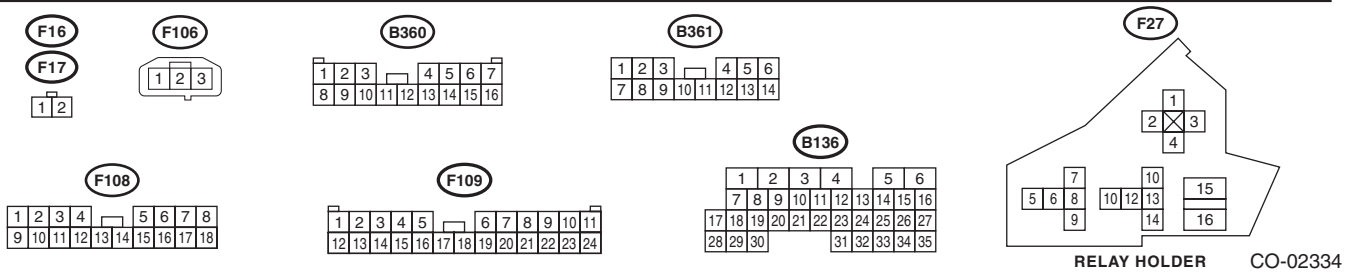 F16
F17
1 2
F106
1 2 3
B360
1 2 3 4 5 6 7
8 9 10 11 12 13 14 15 16
B361
1 2 3 4 5 6
7 8 9 10 11 12 13 14
F27
1
2 3
4
7
5 6 8
9
10
10 12 13
14
15
16
RELAY HOLDER
F108
1 2 3 4 5 6 7 8
9 10 11 12 13 14 15 16 17 18
F109
1 2 3 4 5 6 7 8 9 10 11
12 13 14 15 16 17 18 19 20 21 22 23 24
B136
1 2 3 4 5 6
7 8 9 10 11 12 13 14 15 16
17 18 19 20 21 22 23 24 25 26 27
28 29 30 31 32 33 34 35
CO-02334